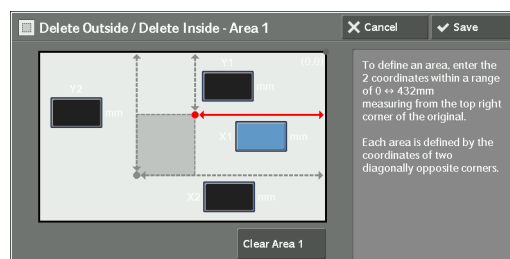 Delete Outside / Delete Inside - Area 1
Cancel
Save
Y1
(0,0)
mm
Y2
mm
X1
mm
X2
mm
To define an area, enter the
2 coordinates within a range
of 0 ↔ 432mm
measuring from the top right
corner of the original.
Each area is defined by the
coordinates of two
diagonally opposite corners.
Clear Area 1